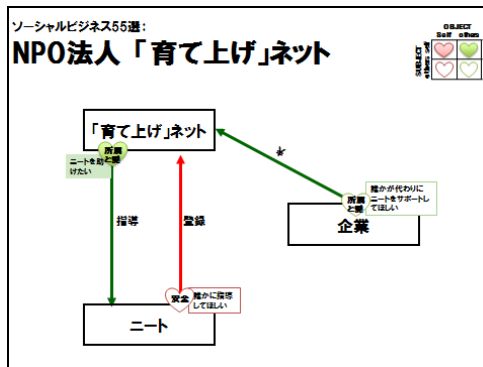 ソーシャルビジネス55選:
NPO法人 「育て上げ」ネット
OBJECT
Self others
SUBJECT
others self
「育て上げ」ネット
所属
と愛
ニートを助
けたい
指導
登録
誰かが代わりに
ニートをサポートし
てほしい
所属
と愛
企業
安全
誰かに指導
してほしい
ニート